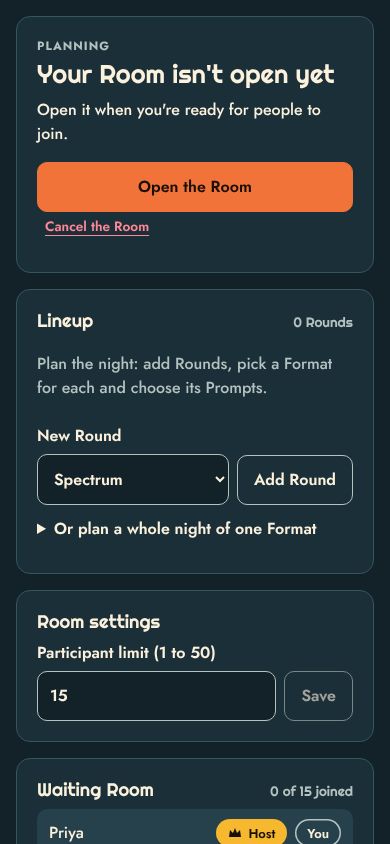 PLANNING
Your Room isn't open yet
Open it when you're ready for people to
join.
Open the Room
Cancel the Room
Lineup
0 Rounds
Plan the night: add Rounds, pick a Format
for each and choose its Prompts.
New Round
Spectrum
Add Round
Or plan a whole night of one Format
Room settings
Participant limit (1 to 50)
15
Save
Waiting Room
0 of 15 joined
Priya
Host
You